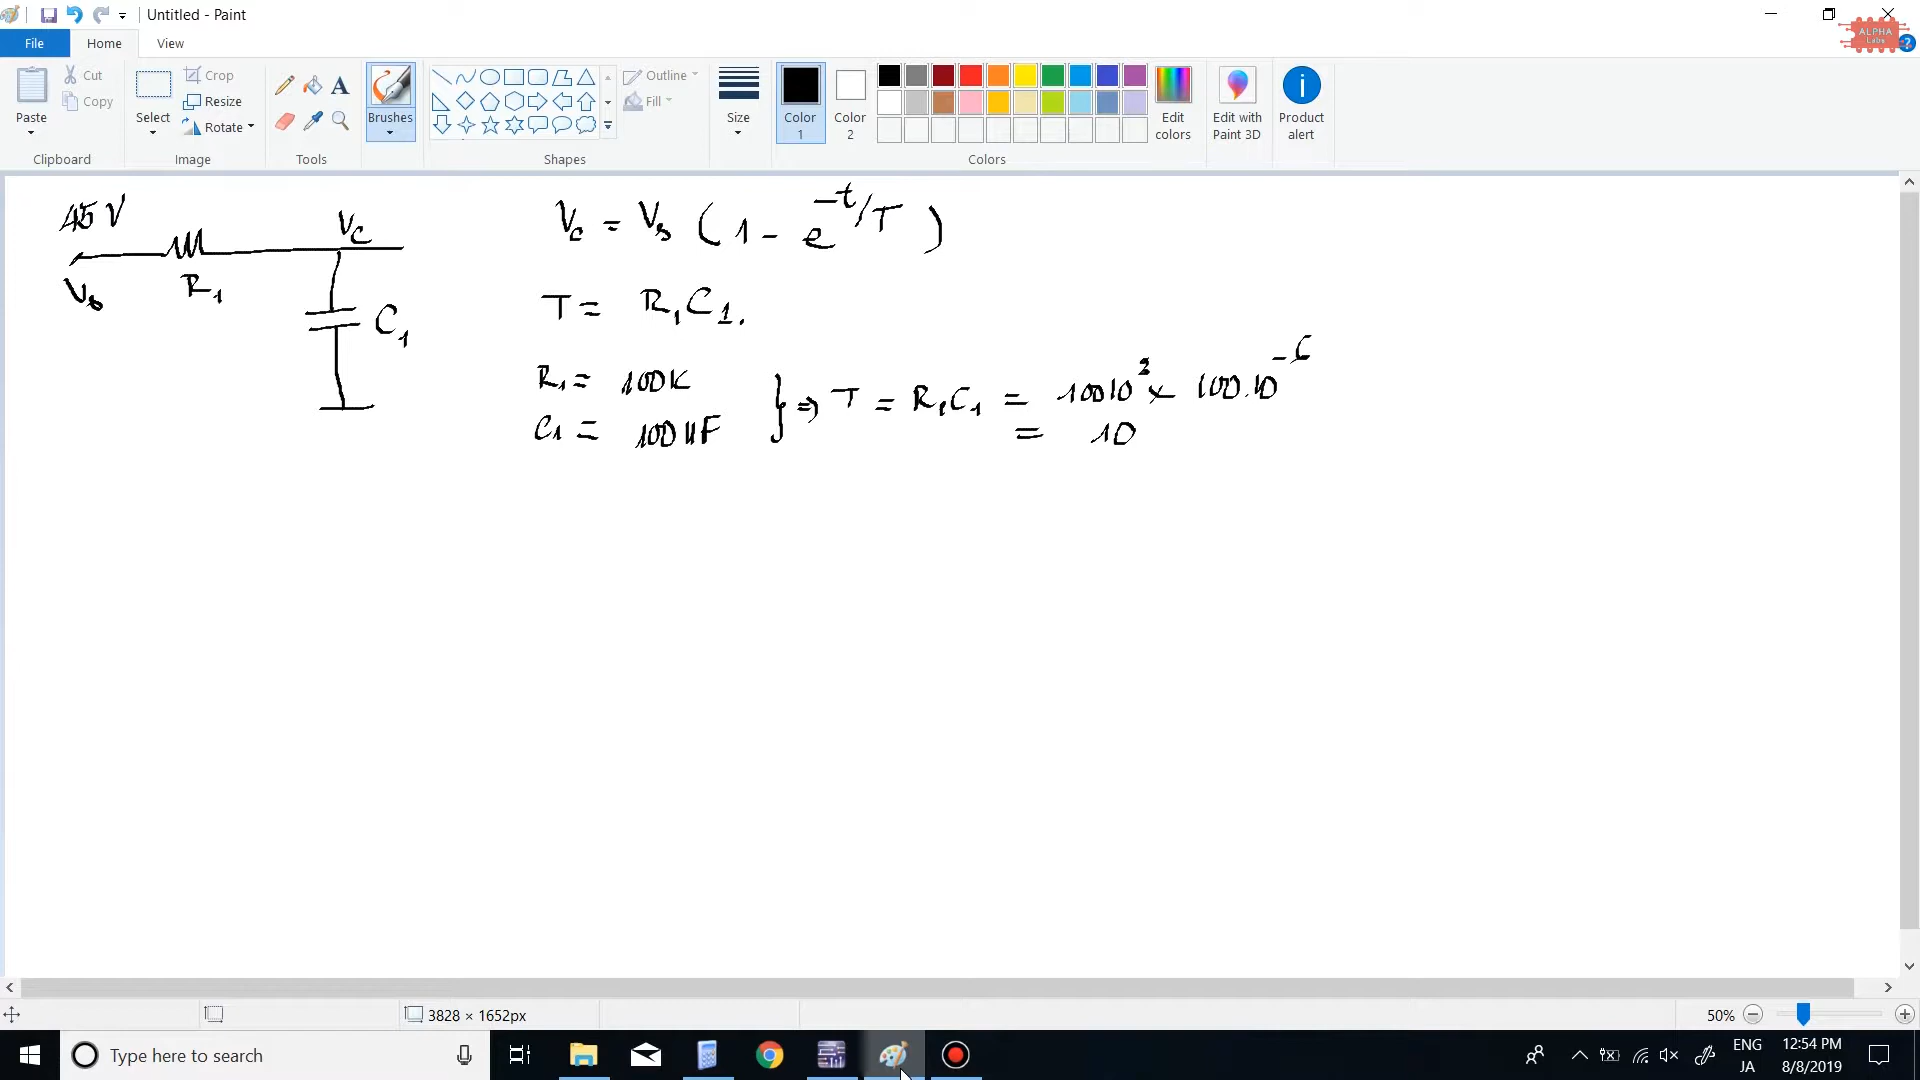 Untitled - Paint
ALPHA
Labs
File Home View
Paste
Cut
Copy
Clipboard
Select
Crop
Resize
Rotate
Image
Tools
Brushes
Outline
Fill
Shapes
Size
Color
1
Color
2
Colors
Edit
colors
Edit with
Paint 3D
Product
alert
45 V
Vs
R1
Vc
C1
Vc = Vs ( 1 - e^-t/T )
T = R1C1.
R1 = 100K
C1 = 100uF
} => T = R1C1 = 100 10^3 x 100.10^-6
= 10
3828 × 1652px
50%
Type here to search
ENG
JA
12:54 PM
8/8/2019